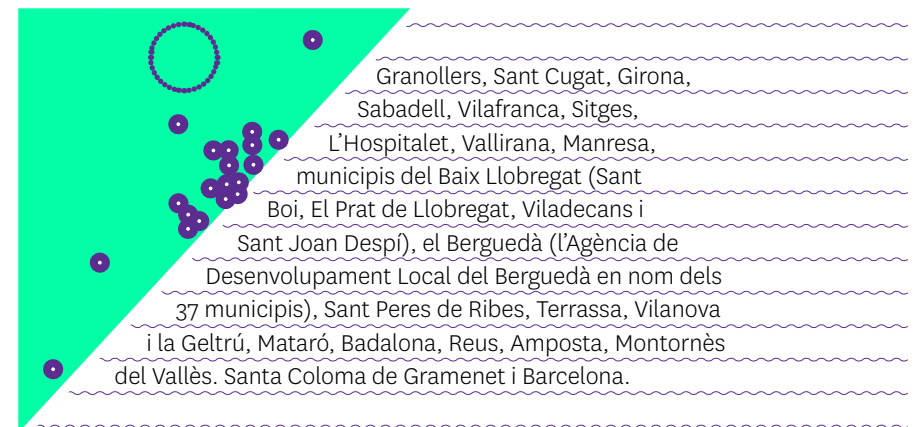 Granollers, Sant Cugat, Girona,
Sabadell, Vilafranca, Sitges,
L’Hospitalet, Vallirana, Manresa,
municipis del Baix Llobregat (Sant
Boi, El Prat de Llobregat, Viladecans i
Sant Joan Despí), el Berguedà (l’Agència de
Desenvolupament Local del Berguedà en nom dels
37 municipis), Sant Peres de Ribes, Terrassa, Vilanova
i la Geltrú, Mataró, Badalona, Reus, Amposta, Montornès
del Vallès. Santa Coloma de Gramenet i Barcelona.